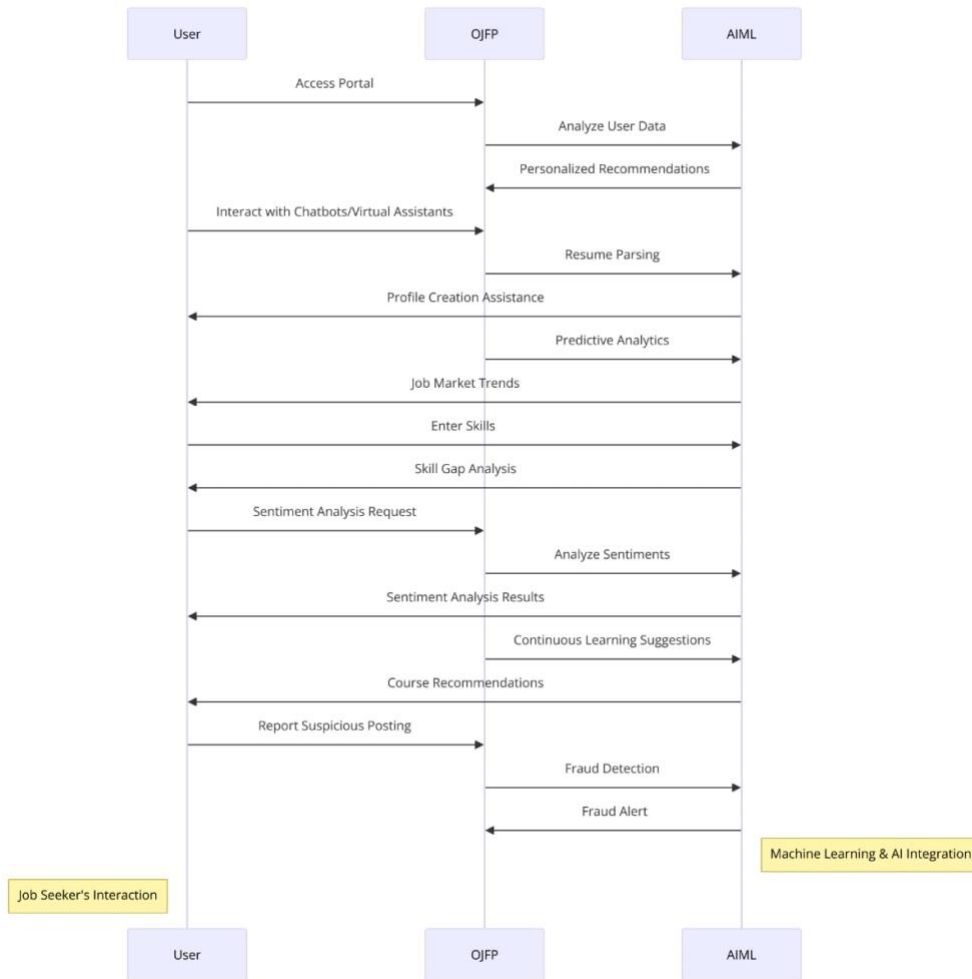 User
OJFP
AIML
Access Portal
Analyze User Data
Personalized Recommendations
Interact with Chatbots/Virtual Assistants
Resume Parsing
Profile Creation Assistance
Predictive Analytics
Job Market Trends
Enter Skills
Skill Gap Analysis
Sentiment Analysis Request
Analyze Sentiments
Sentiment Analysis Results
Continuous Learning Suggestions
Course Recommendations
Report Suspicious Posting
Fraud Detection
Fraud Alert
Machine Learning & AI Integration
Job Seeker's Interaction
User
OJFP
AIML